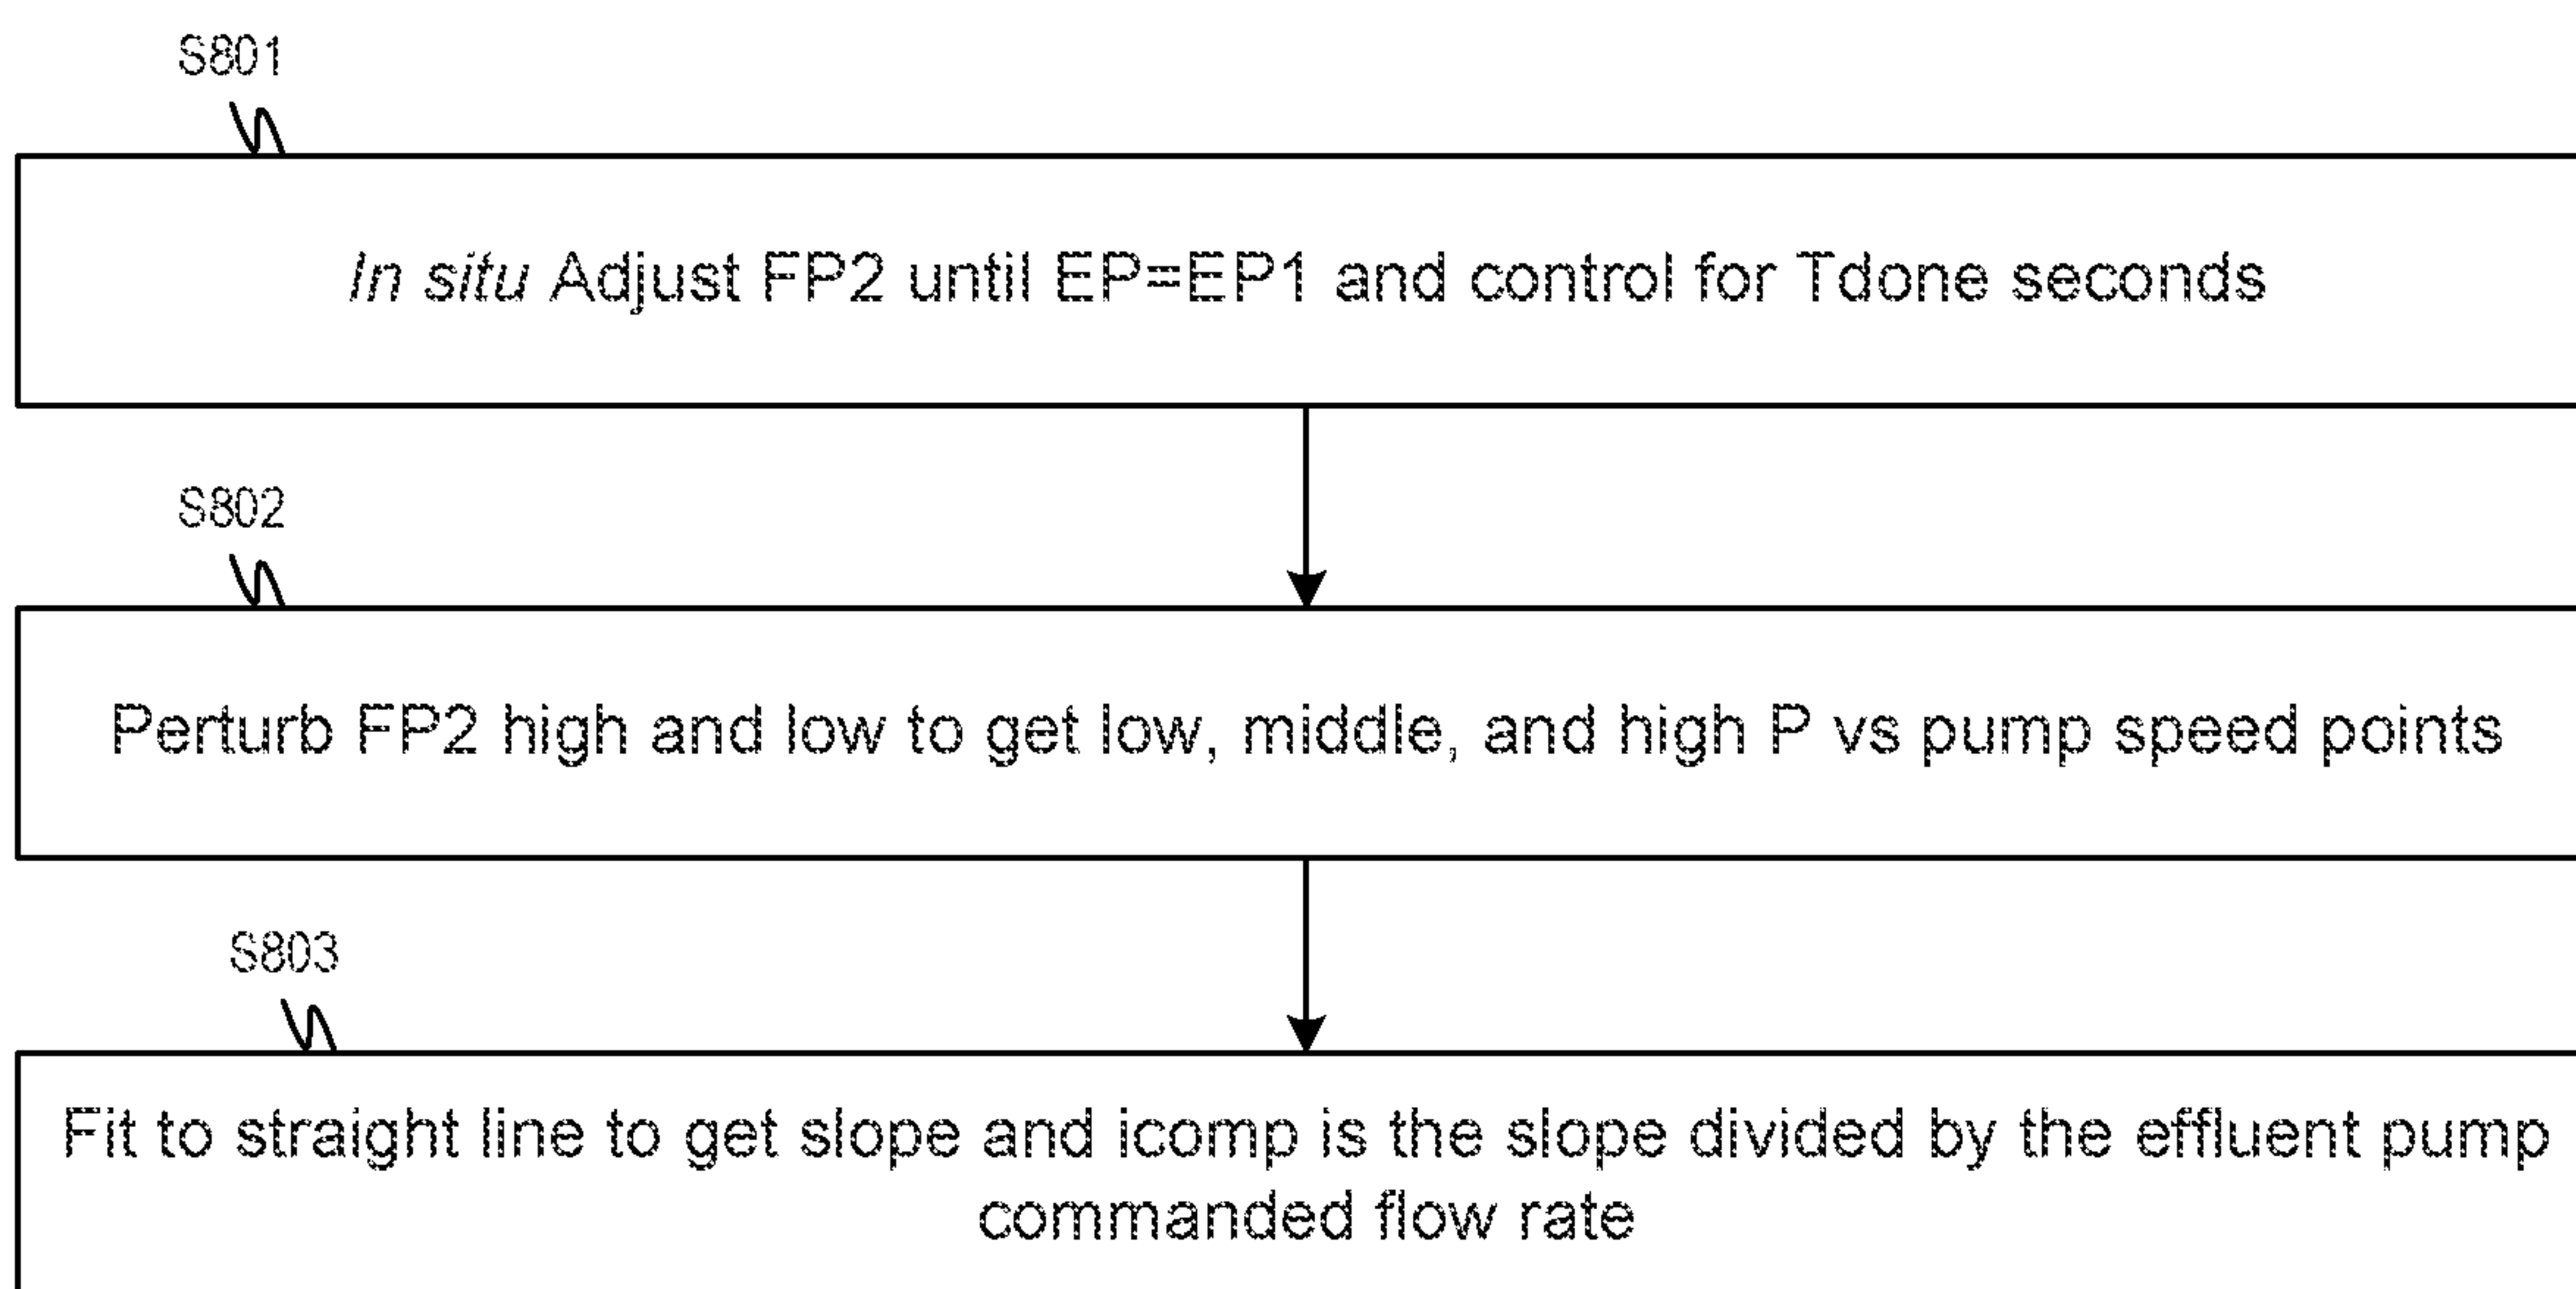 S801
In situ Adjust FP2 until EP=EP1 and control for Tdone seconds
S802
Perturb FP2 high and low to get low, middle, and high P vs pump speed points
S803
Fit to straight line to get slope and icomp is the slope divided by the effluent pump
commanded flow rate